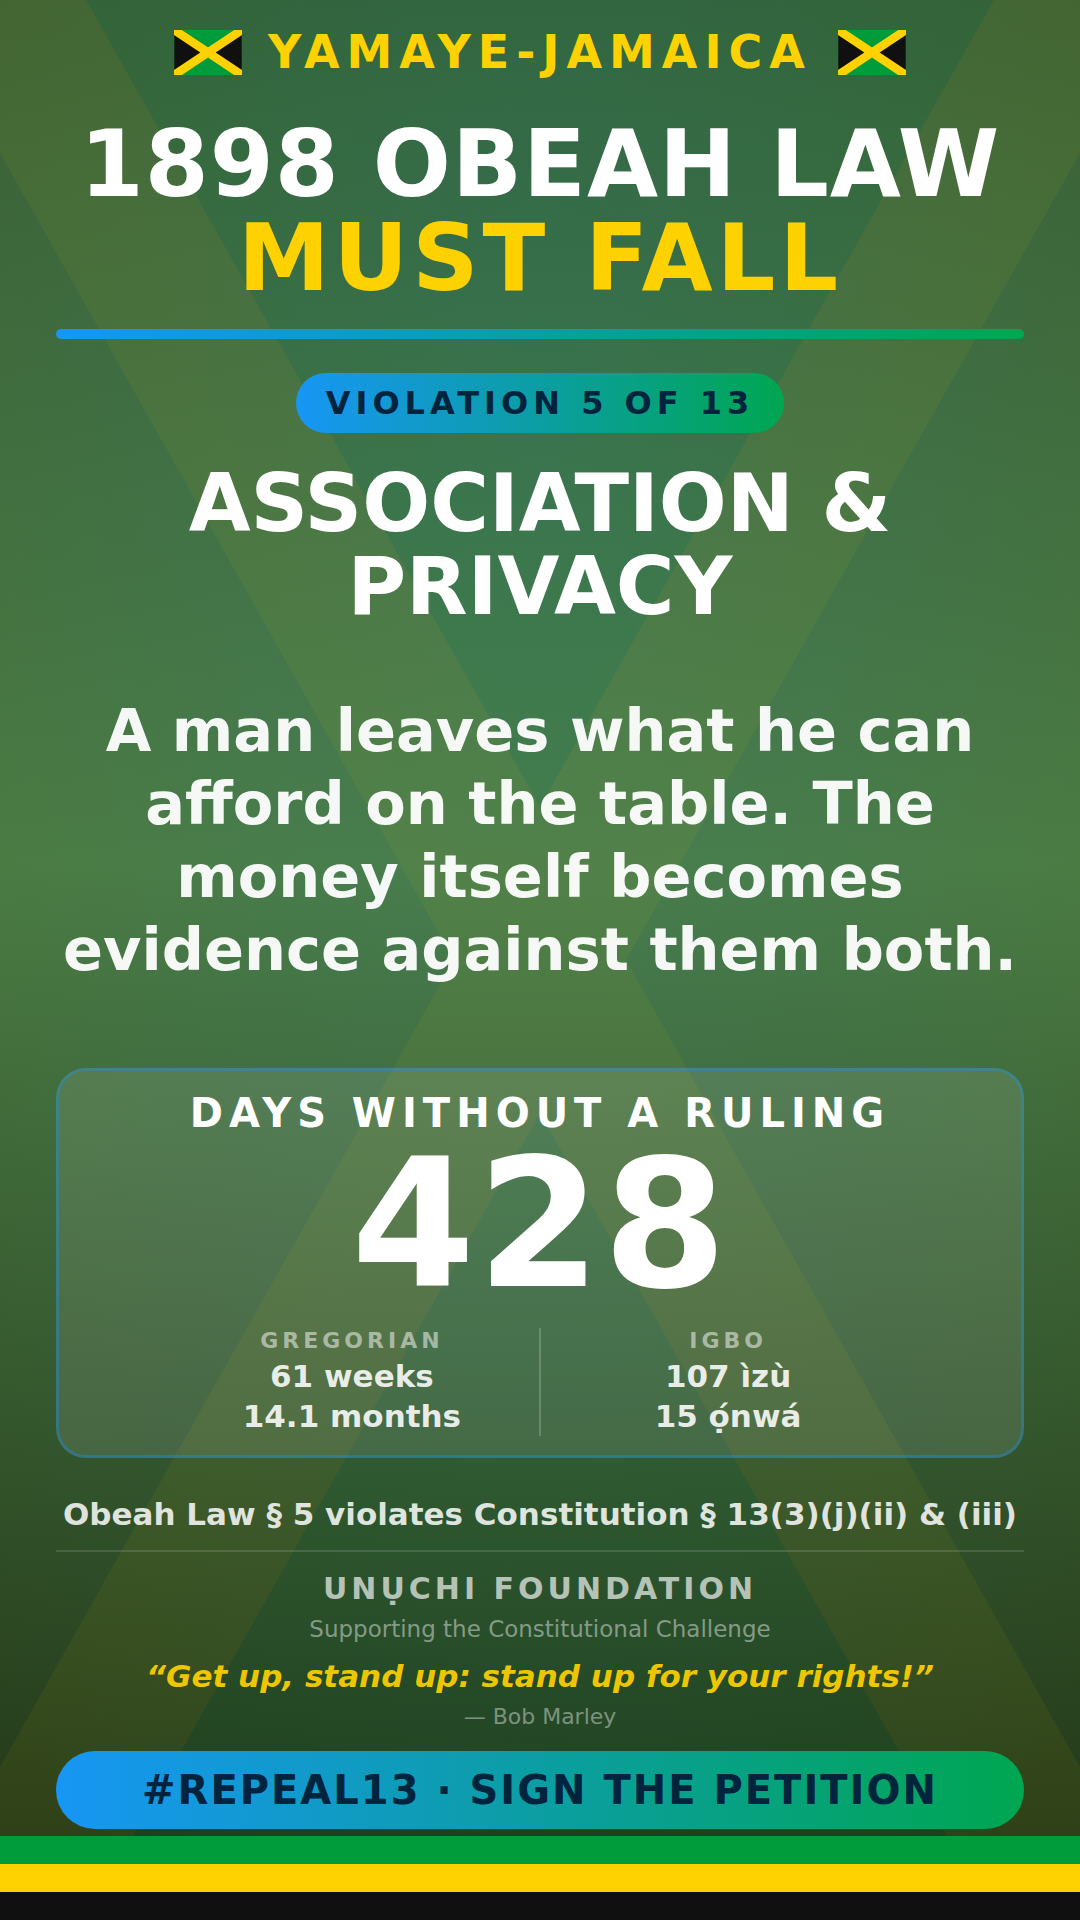 YAMAYE-JAMAICA
1898 OBEAH LAW
MUST FALL
VIOLATION 5 OF 13
ASSOCIATION &
PRIVACY
A man leaves what he can
afford on the table. The
money itself becomes
evidence against them both.
DAYS WITHOUT A RULING
428
GREGORIAN
61 weeks
14.1 months
IGBO
107 ìzù
15 ọ́nwá
Obeah Law § 5 violates Constitution § 13(3)(j)(ii) & (iii)
UNỤCHI FOUNDATION
Supporting the Constitutional Challenge
“Get up, stand up: stand up for your rights!”
— Bob Marley
#REPEAL13 · SIGN THE PETITION